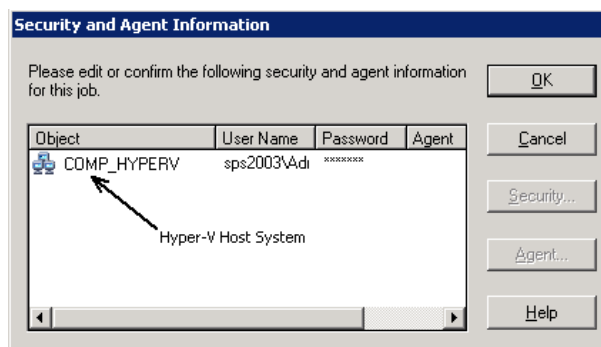 Security and Agent Information
Please edit or confirm the following security and agent information
for this job.
OK
Object User Name Password Agent
Cancel
COMP_HYPERV sps2003\Adı *******
Security...
Hyper-V Host System
Agent...
Help